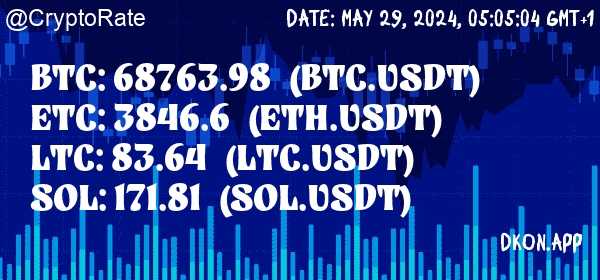 @CryptoRate
DATE: MAY 29, 2024, 05:05:04 GMT+1
BTC: 68763.98 (BTC.USDT)
ETC: 3846.6 (ETH.USDT)
LTC: 83.64 (LTC.USDT)
SOL: 171.81 (SOL.USDT)
DKON.APP